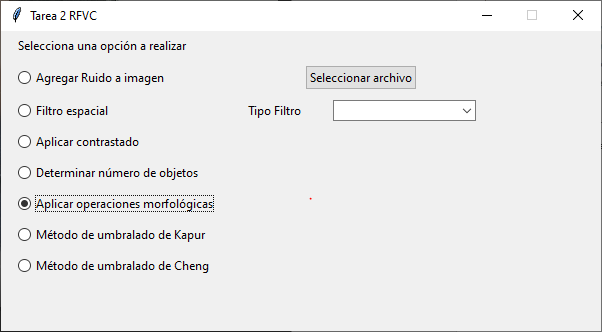 Tarea 2 RFVC
Selecciona una opción a realizar
Agregar Ruido a imagen
Seleccionar archivo
Filtro espacial
Tipo Filtro
Aplicar contrastado
Determinar número de objetos
Aplicar operaciones morfológicas
Método de umbralado de Kapur
Método de umbralado de Cheng